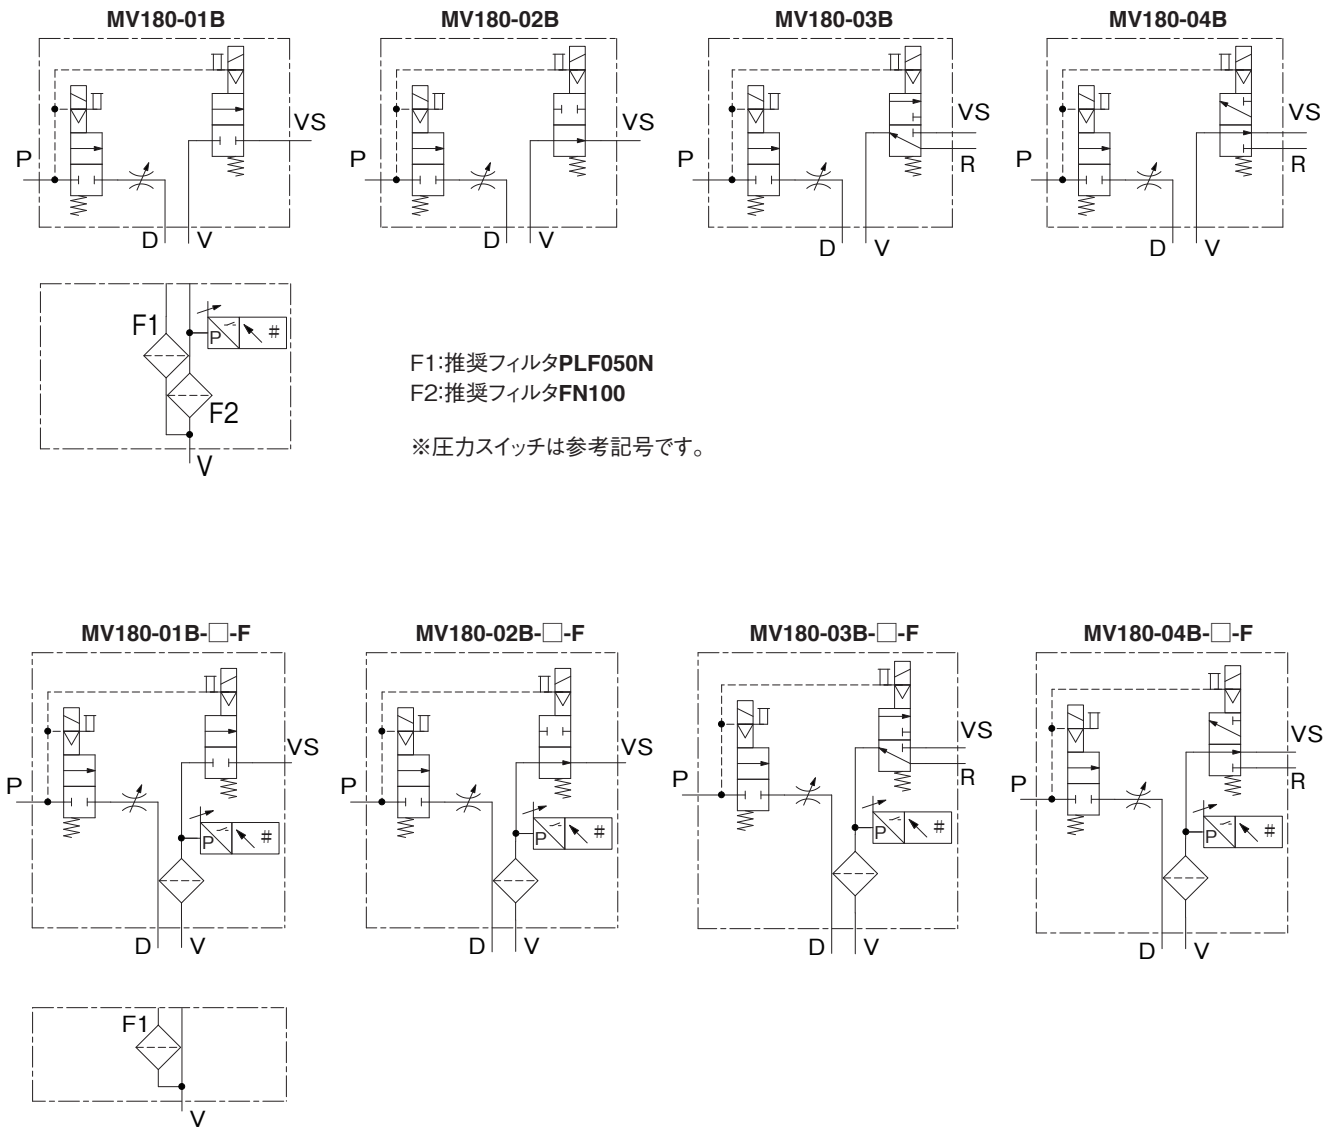 MV180-01B
MV180-02B
MV180-03B
MV180-04B
P
VS
D
V
P
VS
D
V
P
VS
R
D
V
P
VS
R
D
V
F1
P
#
F2
V
F1:推奨フィルタPLF050N
F2:推奨フィルタFN100
※圧力スイッチは参考記号です。
MV180-01B-□-F
MV180-02B-□-F
MV180-03B-□-F
MV180-04B-□-F
P
VS
P
#
D
V
P
VS
P
#
D
V
P
VS
R
P
#
D
V
P
VS
R
P
#
D
V
F1
V